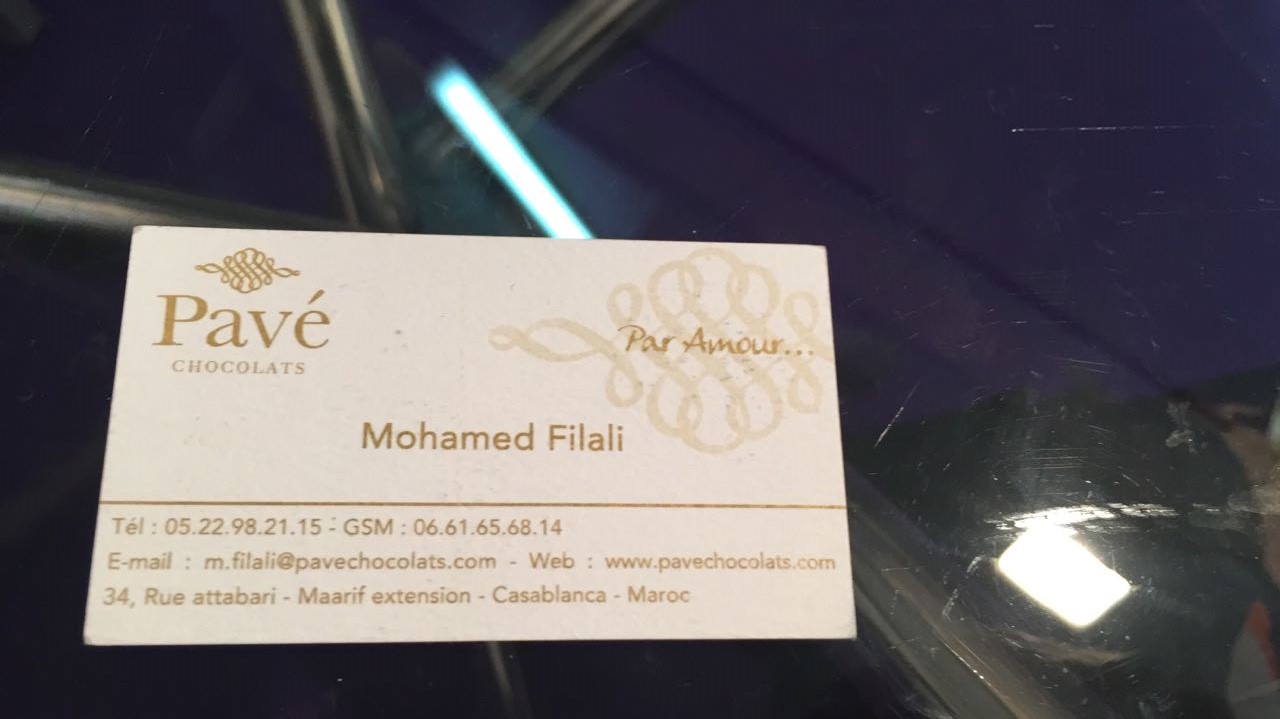 Pavé
CHOCOLATS
Par Amour...
Mohamed Filali
Tél : 05.22.98.21.15 - GSM : 06.61.65.68.14
E-mail : m.filali@pavechocolats.com - Web : www.pavechocolats.com
34, Rue attabari - Maarif extension - Casablanca - Maroc